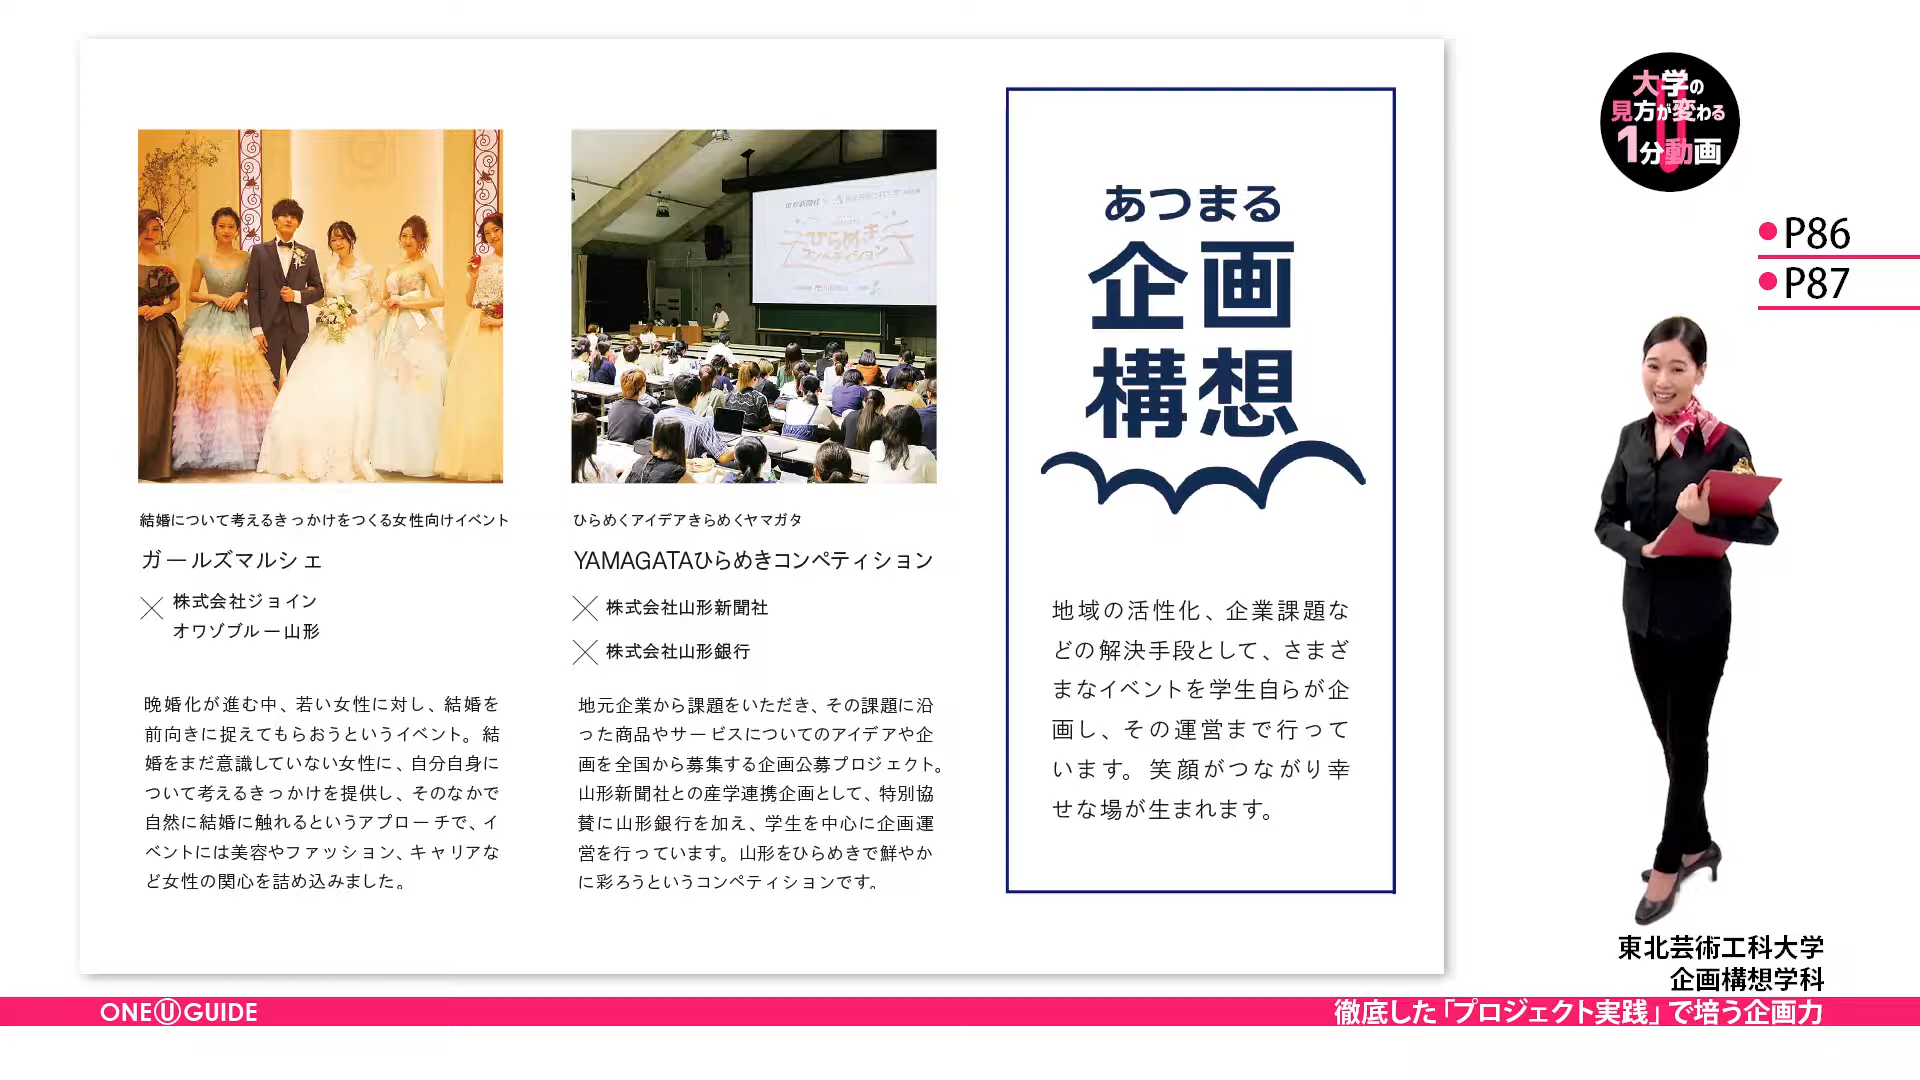 結婚について考えるきっかけをつくる女性向けイベント
ガールズマルシェ
× 株式会社ジョイン
オワゾブルー山形
晩婚化が進む中、若い女性に対し、結婚を
前向きに捉えてもらおうというイベント。結
婚をまだ意識していない女性に、自分自身に
ついて考えるきっかけを提供し、そのなかで
自然に結婚に触れるというアプローチで、イ
ベントには美容やファッション、キャリアな
ど女性の関心を詰め込みました。
ひらめき
コンペティション
ひらめくアイデアきらめくヤマガタ
YAMAGATAひらめきコンペティション
× 株式会社山形新聞社
× 株式会社山形銀行
地元企業から課題をいただき、その課題に沿
った商品やサービスについてのアイデアや企
画を全国から募集する企画公募プロジェクト。
山形新聞社との産学連携企画として、特別協
賛に山形銀行を加え、学生を中心に企画運
営を行っています。山形をひらめきで鮮やか
に彩ろうというコンペティションです。
あつまる
企画
構想
地域の活性化、企業課題な
どの解決手段として、さまざ
まなイベントを学生自らが企
画し、その運営まで行って
います。笑顔がつながり幸
せな場が生まれます。
大学の
見方が変わる
1分動画
P86
P87
東北芸術工科大学
企画構想学科
ONE U GUIDE
徹底した「プロジェクト実践」で培う企画力